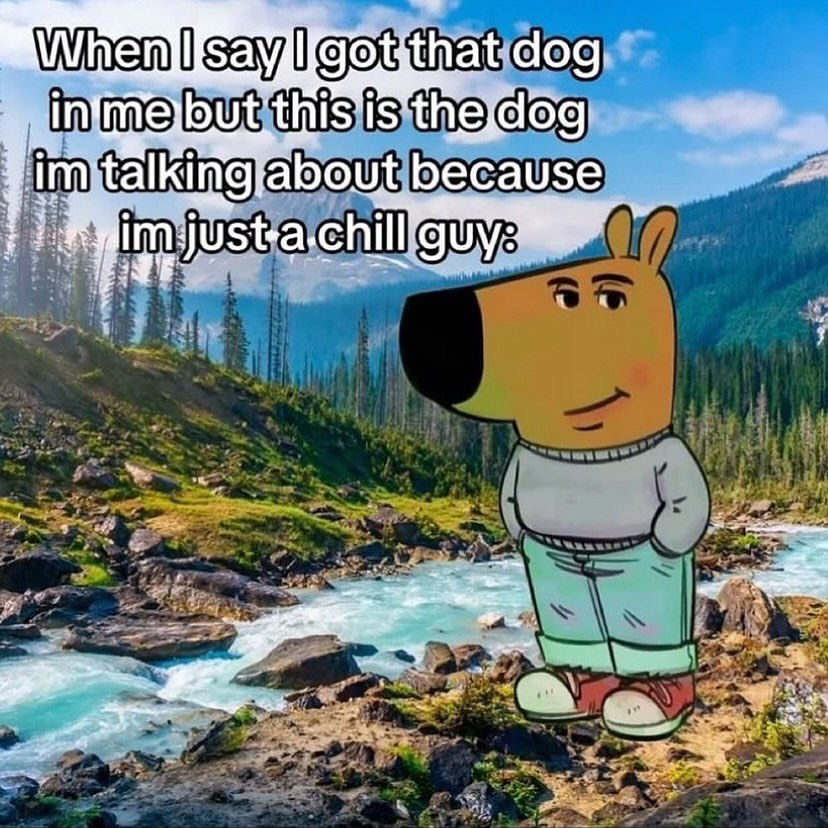 When I say I got that dog
in me but this is the dog
im talking about because
im just a chill guy: